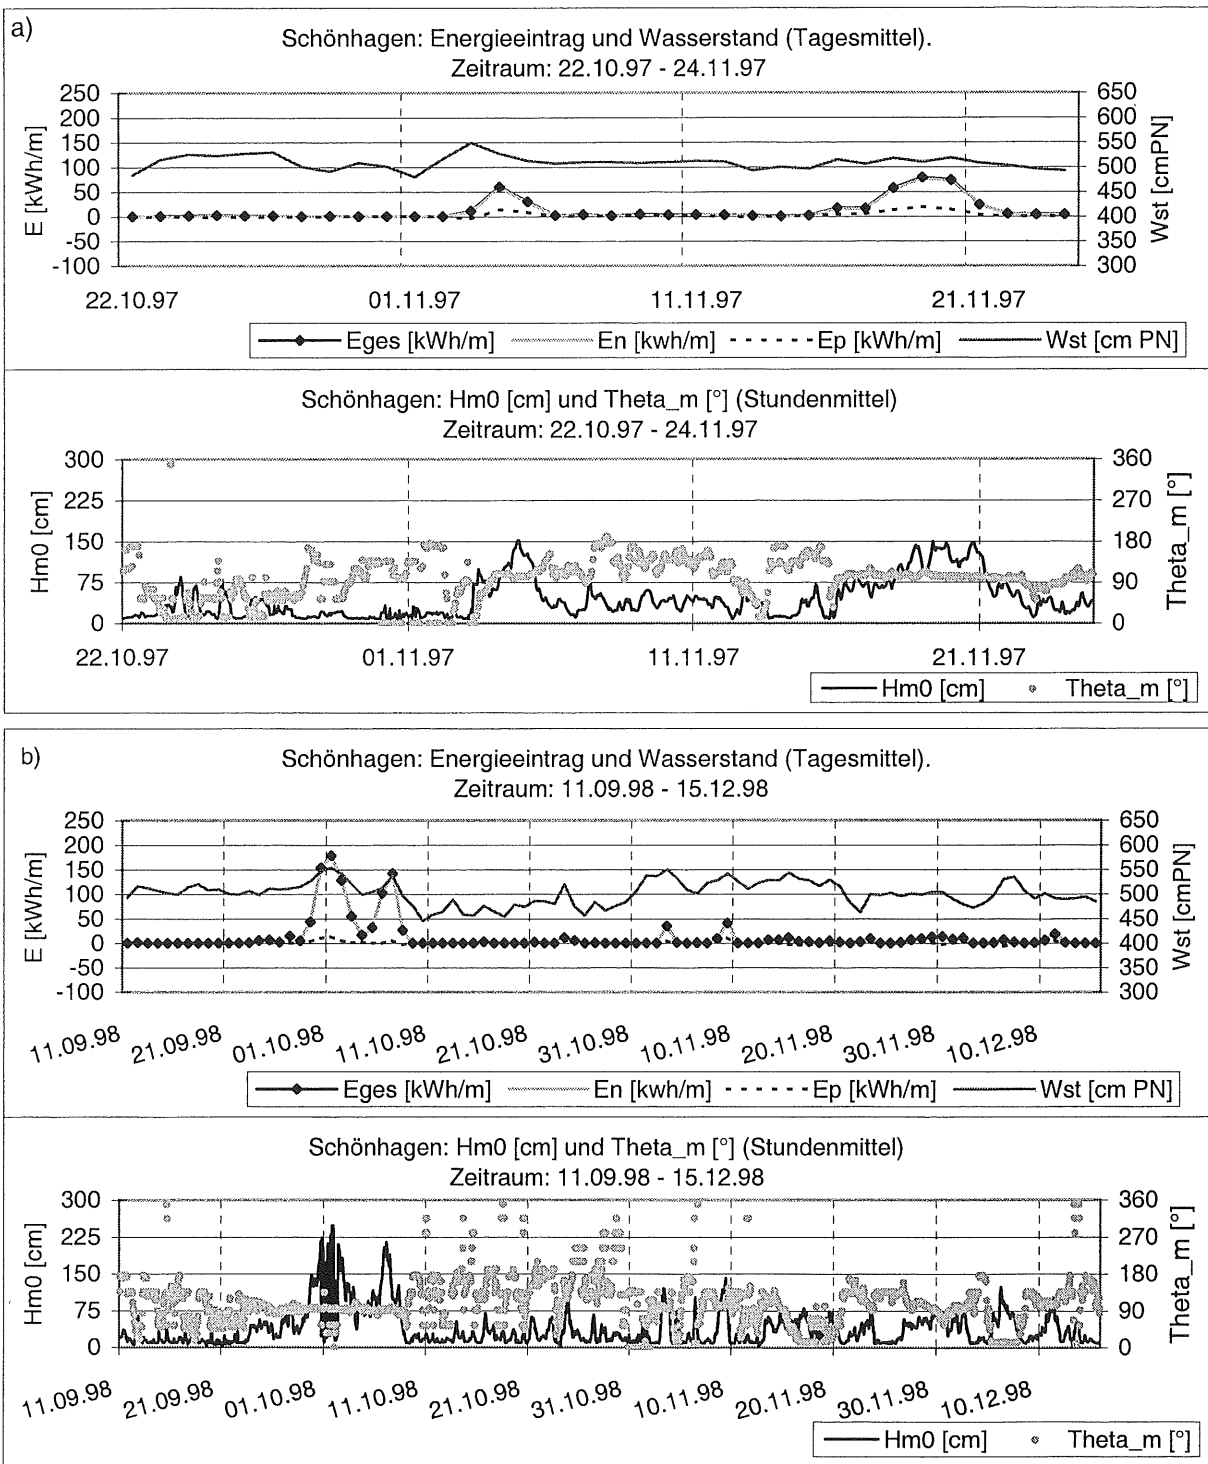 a)
Schönhagen: Energieeintrag und Wasserstand (Tagesmittel).
Zeitraum: 22.10.97 - 24.11.97
E [kWh/m]
250
200
150
100
50
0
-50
-100
650
600
550
500
450
400
350
300
Wst [cmPN]
22.10.97 01.11.97 11.11.97 21.11.97
Eges [kWh/m] En [kwh/m] Ep [kWh/m] Wst [cm PN]
Schönhagen: Hm0 [cm] und Theta_m [°] (Stundenmittel)
Zeitraum: 22.10.97 - 24.11.97
Hm0 [cm]
300
225
150
75
0
360
270
180
90
0
Theta_m [°]
22.10.97 01.11.97 11.11.97 21.11.97
Hm0 [cm] Theta_m [°]
b)
Schönhagen: Energieeintrag und Wasserstand (Tagesmittel).
Zeitraum: 11.09.98 - 15.12.98
E [kWh/m]
250
200
150
100
50
0
-50
-100
650
600
550
500
450
400
350
300
Wst [cmPN]
11.09.98 21.09.98 01.10.98 11.10.98 21.10.98 31.10.98 10.11.98 20.11.98 30.11.98 10.12.98
Eges [kWh/m] En [kwh/m] Ep [kWh/m] Wst [cm PN]
Schönhagen: Hm0 [cm] und Theta_m [°] (Stundenmittel)
Zeitraum: 11.09.98 - 15.12.98
Hm0 [cm]
300
225
150
75
0
360
270
180
90
0
Theta_m [°]
11.09.98 21.09.98 01.10.98 11.10.98 21.10.98 31.10.98 10.11.98 20.11.98 30.11.98 10.12.98
Hm0 [cm] Theta_m [°]